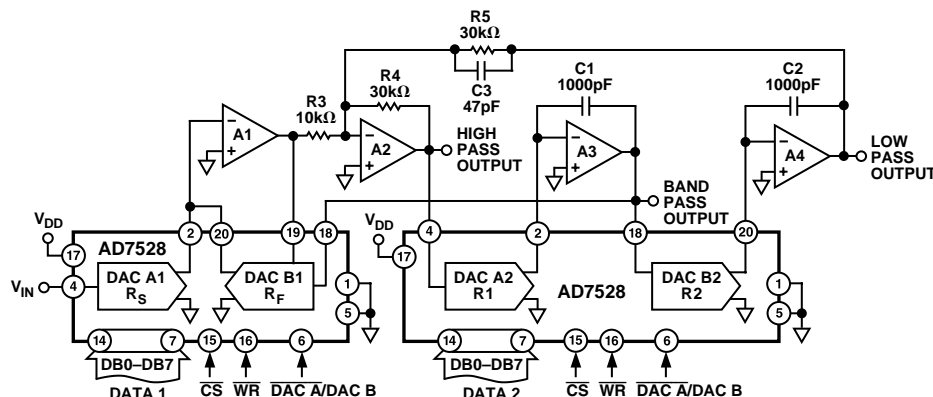 R5
30kΩ
C3
47pF
R4
30kΩ
R3
10kΩ
C1
1000pF
C2
1000pF
A1
A2
A3
A4
HIGH
PASS
OUTPUT
BAND
PASS
OUTPUT
LOW
PASS
OUTPUT
VDD
17
2
20
19
18
AD7528
VIN
4
DAC A1
RS
DAC B1
RF
1
5
14
7
15
16
6
DB0–DB7
DATA 1
CS
WR
DAC A/DAC B
VDD
17
4
2
18
20
DAC A2
R1
AD7528
DAC B2
R2
1
5
14
7
15
16
6
DB0–DB7
DATA 2
CS
WR
DAC A/DAC B